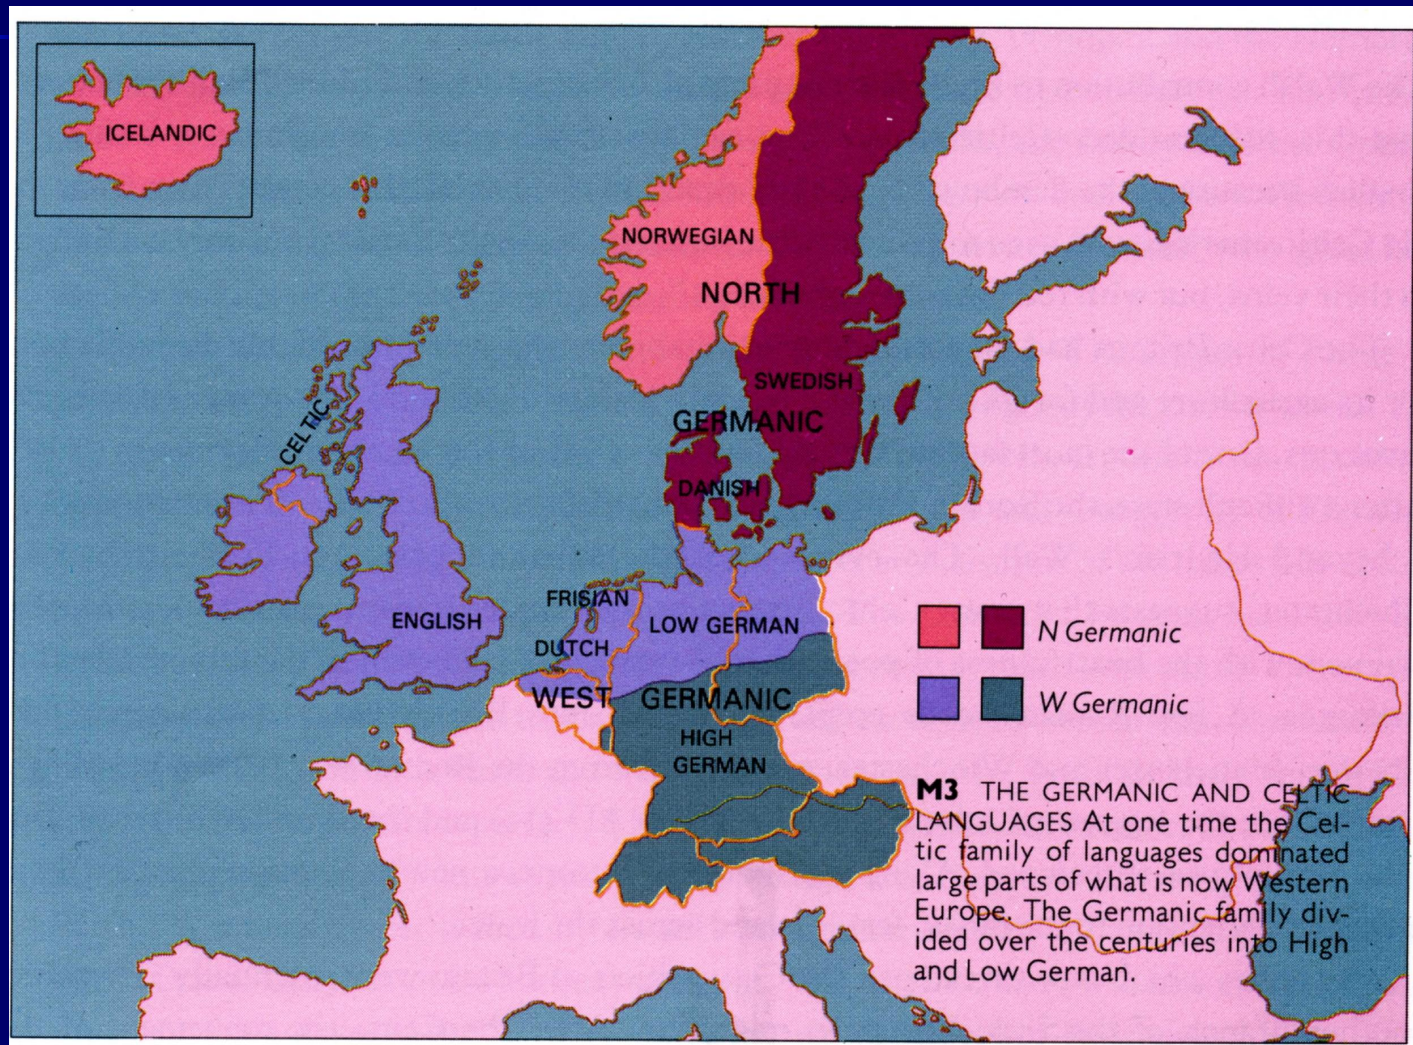 ICELANDIC
NORWEGIAN
NORTH
SWEDISH
GERMANIC
CELTIC
DANISH
FRISIAN
ENGLISH
LOW GERMAN
DUTCH
WEST GERMANIC
HIGH
GERMAN
N Germanic
W Germanic
M3 THE GERMANIC AND CELTIC
LANGUAGES At one time the Cel-
tic family of languages dominated
large parts of what is now Western
Europe. The Germanic family div-
ided over the centuries into High
and Low German.